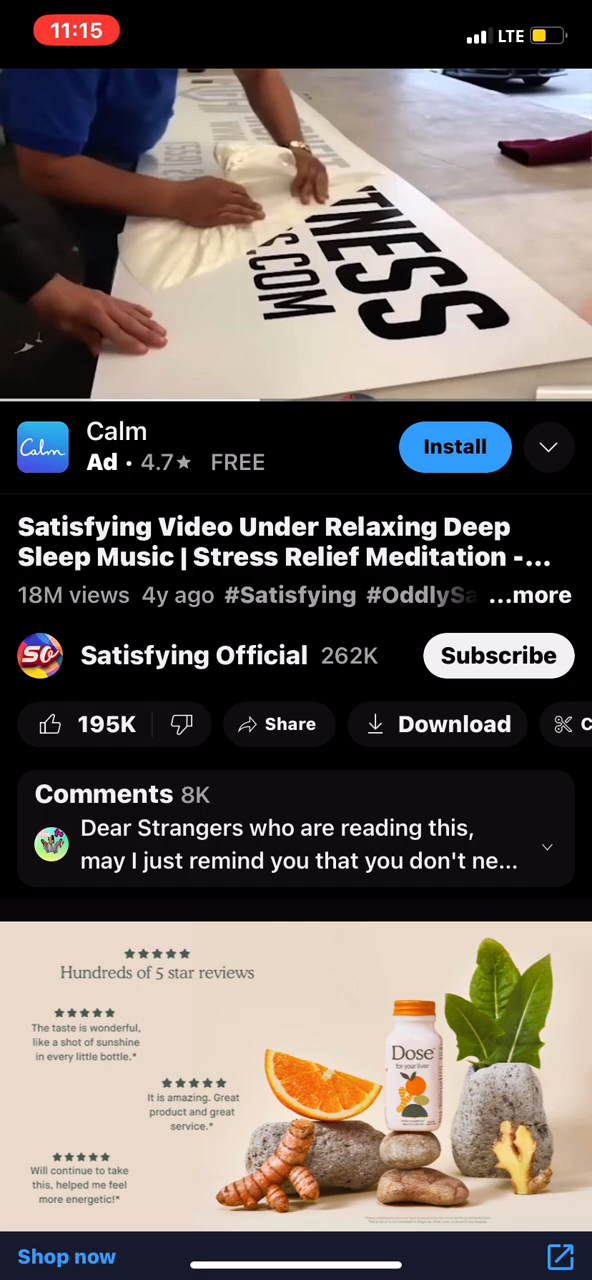 11:15
LTE
TNESS
S.COM
Calm
Calm
Ad • 4.7★ FREE
Install
Satisfying Video Under Relaxing Deep
Sleep Music | Stress Relief Meditation -...
18M views 4y ago #Satisfying #OddlySa ...more
SO
Satisfying Official 262K
Subscribe
195K
Share
Download
C
Comments 8K
Dear Strangers who are reading this,
may I just remind you that you don't ne...
★★★★★
Hundreds of 5 star reviews
★★★★★
The taste is wonderful,
like a shot of sunshine
in every little bottle.*
★★★★★
It is amazing. Great
product and great
service.*
★★★★★
Will continue to take
this, helped me feel
more energetic!*
Dose
for your liver
Shop now